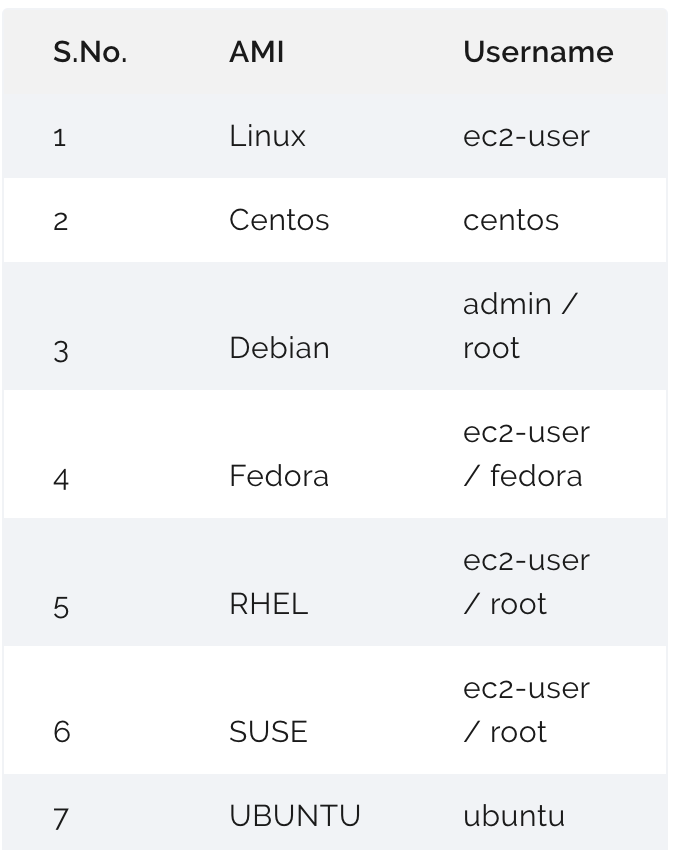 S.No. AMI Username
1 Linux ec2-user
2 Centos centos
admin /
3 Debian root
ec2-user
4 Fedora / fedora
ec2-user
5 RHEL / root
ec2-user
6 SUSE / root
7 UBUNTU ubuntu